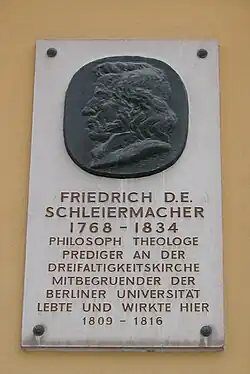 FRIEDRICH D.E.
SCHLEIERMACHER
1768 - 1834
PHILOSOPH THEOLOGE
PREDIGER AN DER
DREIFALTIGKEITSKIRCHE
MITBEGRUENDER DER
BERLINER UNIVERSITÄT
LEBTE UND WIRKTE HIER
1809 - 1816